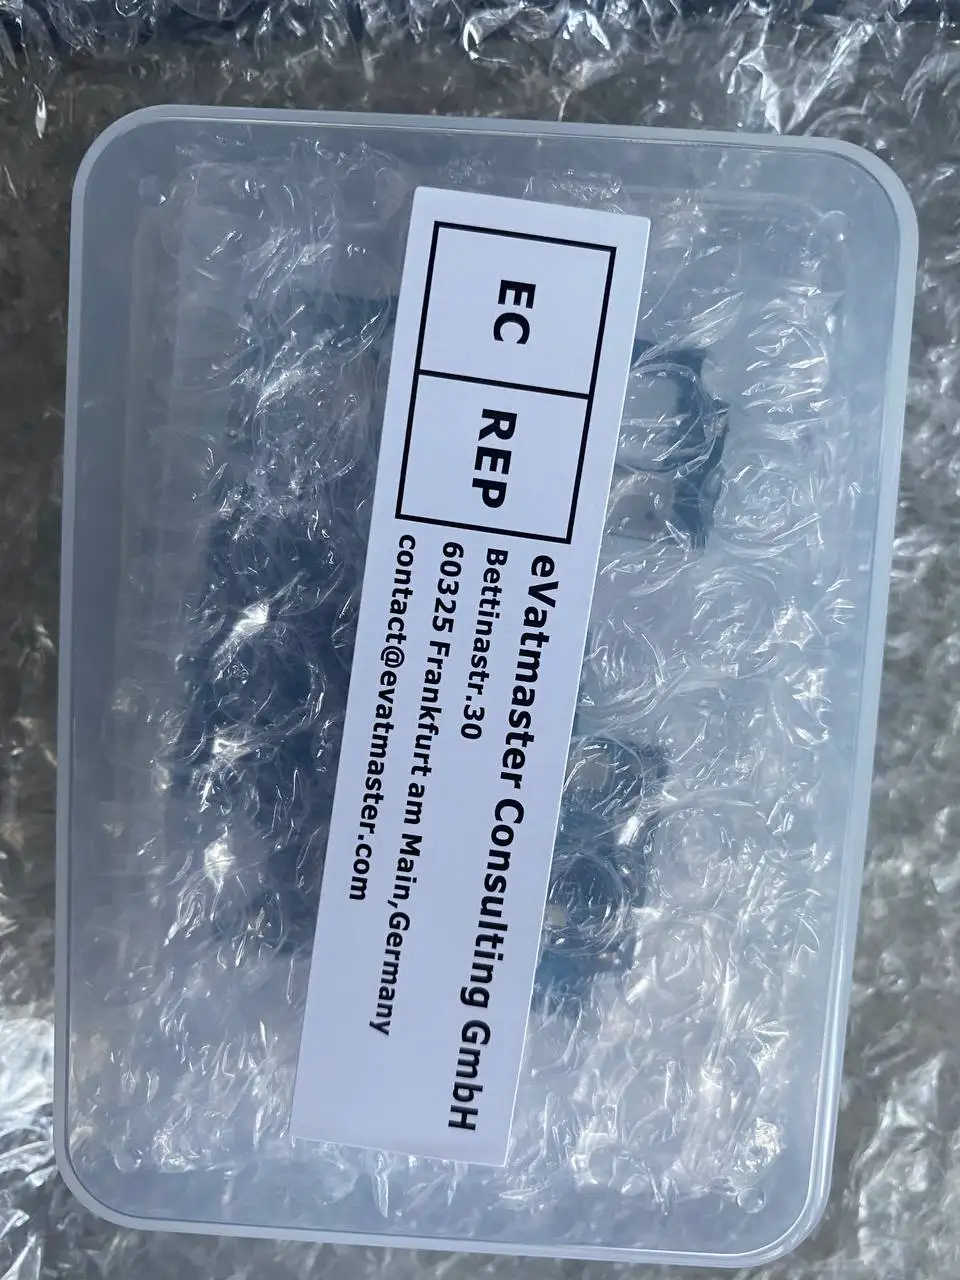 EC REP
eVatmaster Consulting GmbH
Bettinastr.30
60325 Frankfurt am Main,Germany
contact@evatmaster.com